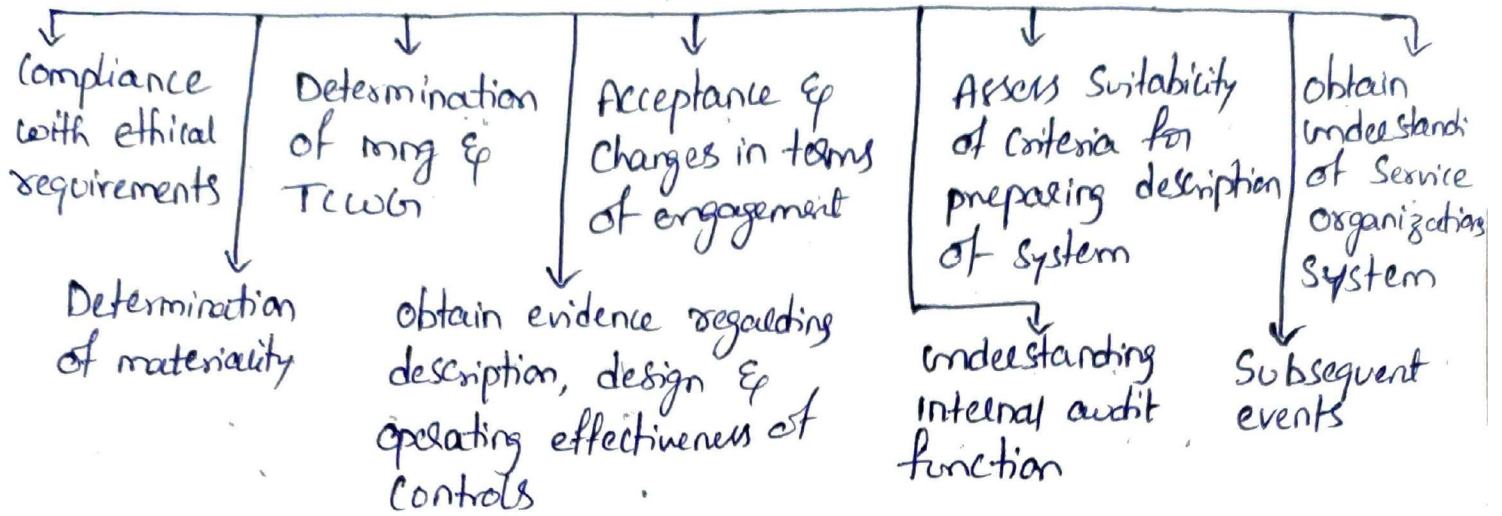 Compliance
with ethical
requirements
Determination
of mng &
TCWG
Acceptance &
Changes in terms
of engagement
Assess Suitability
of Criteria for
preparing description
of system
obtain
understandi
of Service
Organizations
System
Determination
of materiality
obtain evidence regarding
description, design &
operating effectiveness of
Controls
understanding
internal audit
function
Subsequent
events